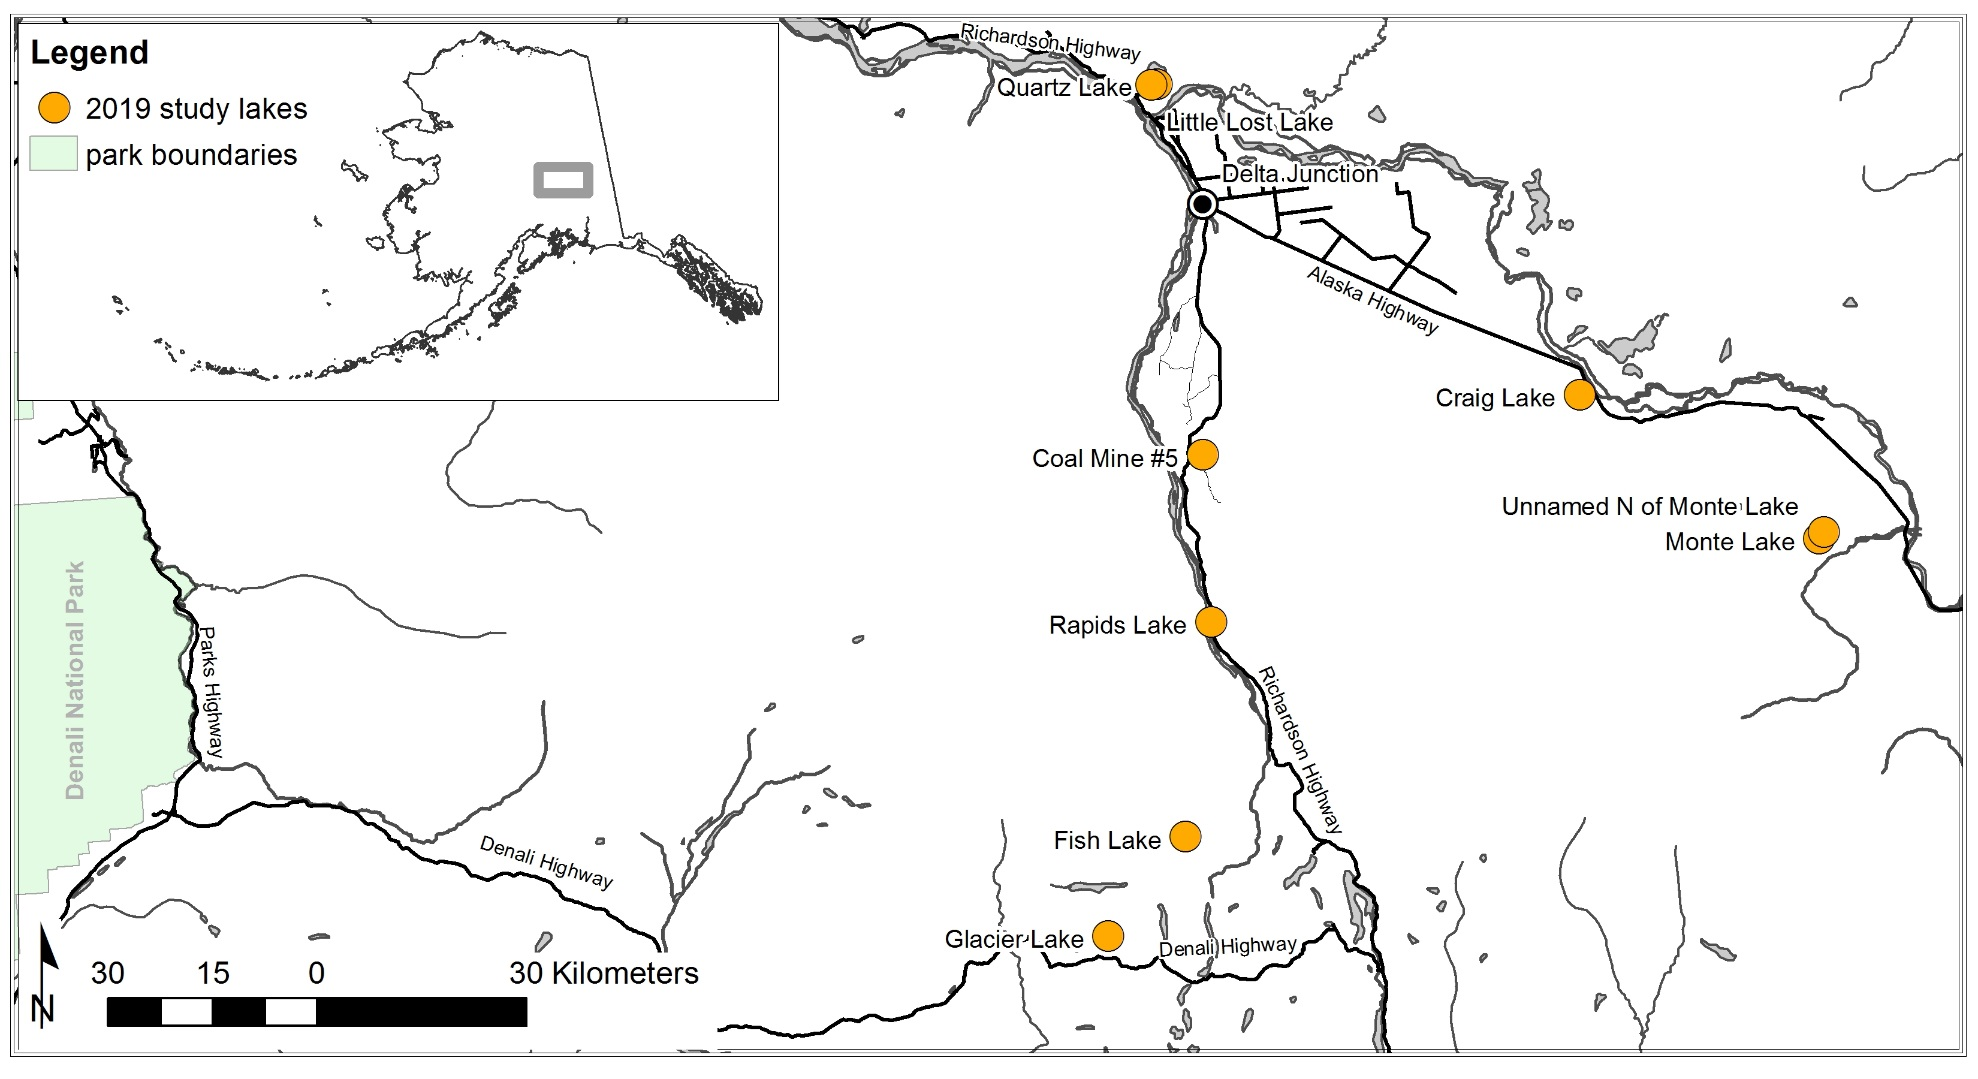 Legend
2019 study lakes
park boundaries
Richardson Highway
Quartz Lake
Little Lost Lake
Delta Junction
Alaska Highway
Craig Lake
Coal Mine #5
Unnamed N of Monte Lake
Monte Lake
Denali National Park
Parks Highway
Rapids Lake
Richardson Highway
Denali Highway
Fish Lake
Glacier Lake
Denali Highway
30 15 0 30 Kilometers
N